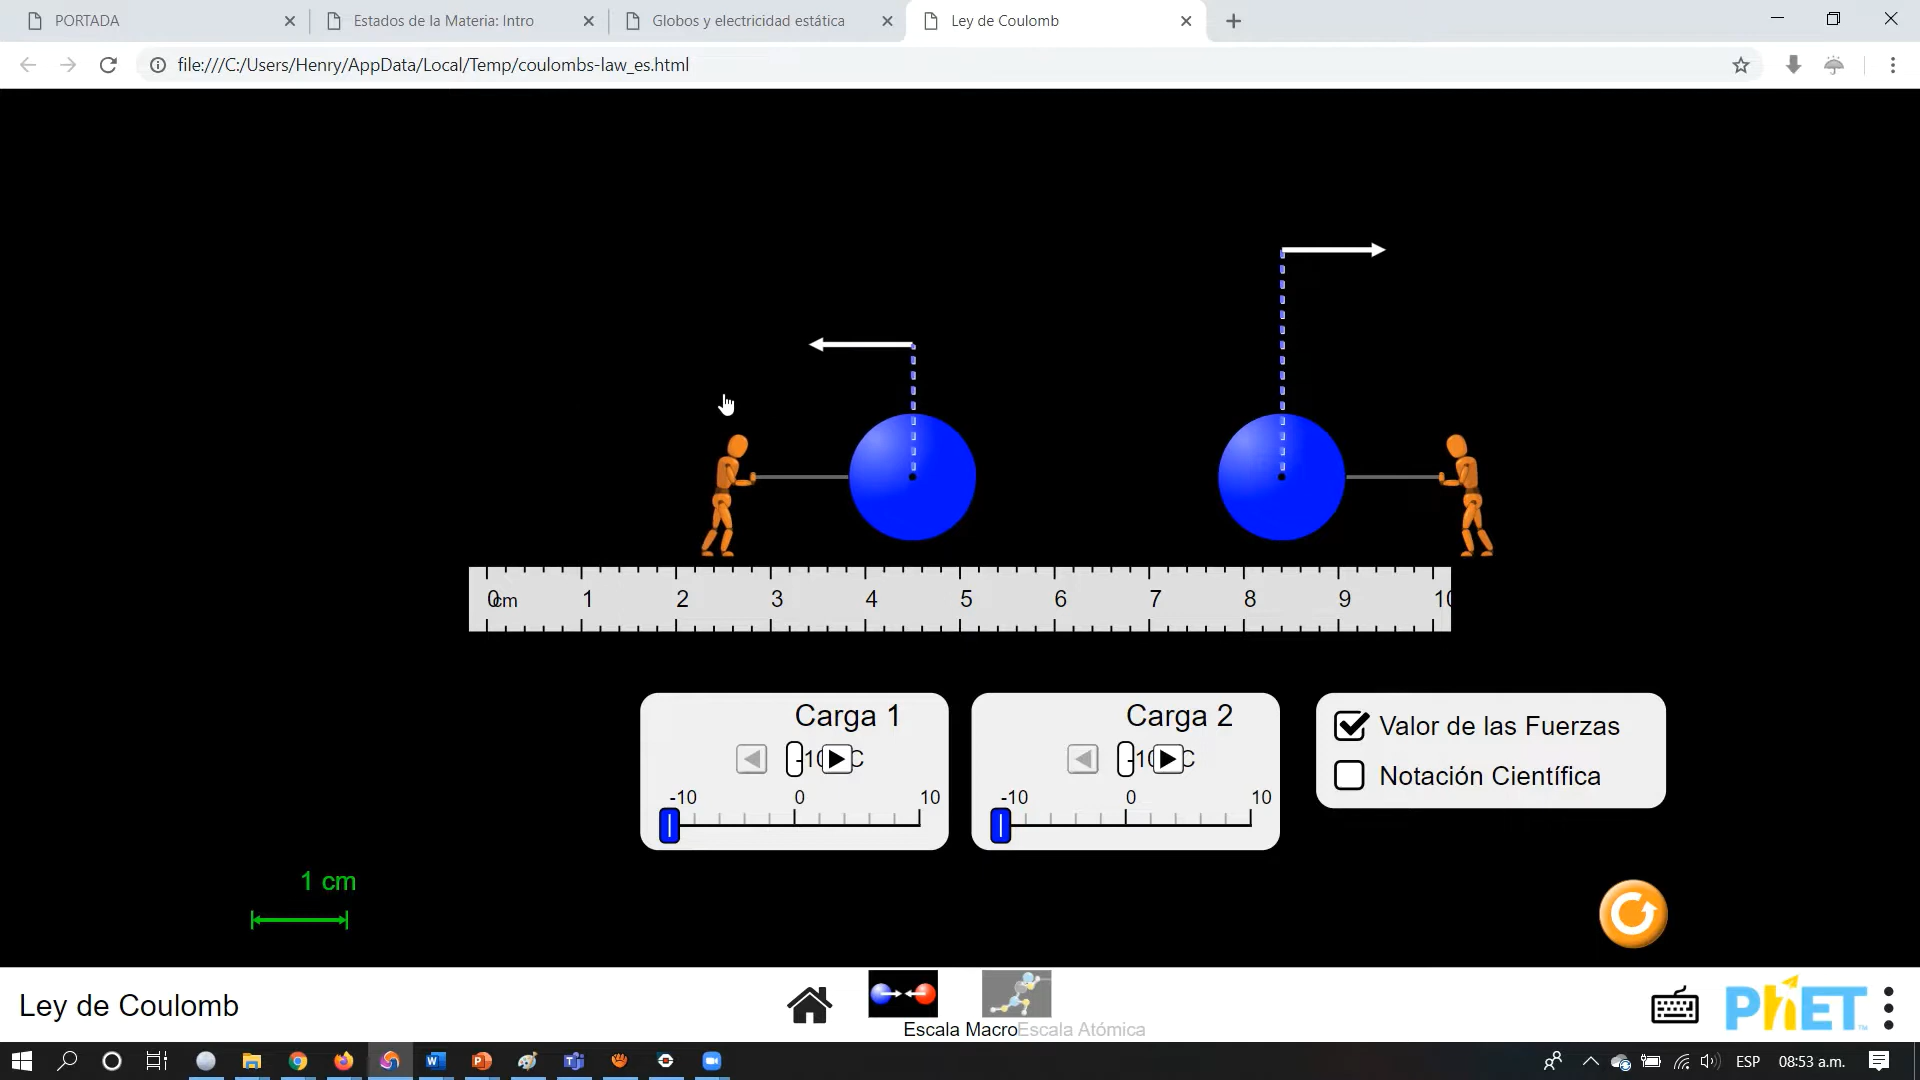 PORTADA
Estados de la Materia: Intro
Globos y electricidad estática
Ley de Coulomb
file:///C:/Users/Henry/AppData/Local/Temp/coulombs-law_es.html
0 1 2 3 4 5 6 7 8 9 10
cm
Carga 1
-10 C
-10 0 10
Carga 2
-10 C
-10 0 10
Valor de las Fuerzas
Notación Científica
1 cm
Ley de Coulomb
Escala Macro
Escala Atómica
PhET
ESP
08:53 a.m.